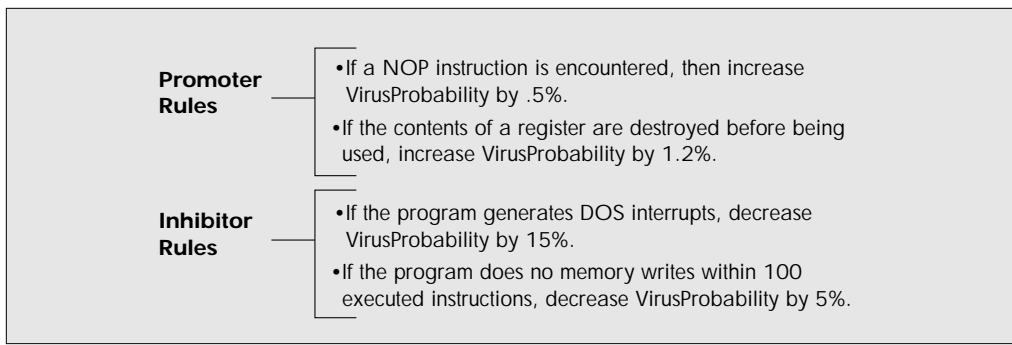 Promoter
Rules
•If a NOP instruction is encountered, then increase
VirusProbability by .5%.
•If the contents of a register are destroyed before being
used, increase VirusProbability by 1.2%.
Inhibitor
Rules
•If the program generates DOS interrupts, decrease
VirusProbability by 15%.
•If the program does no memory writes within 100
executed instructions, decrease VirusProbability by 5%.